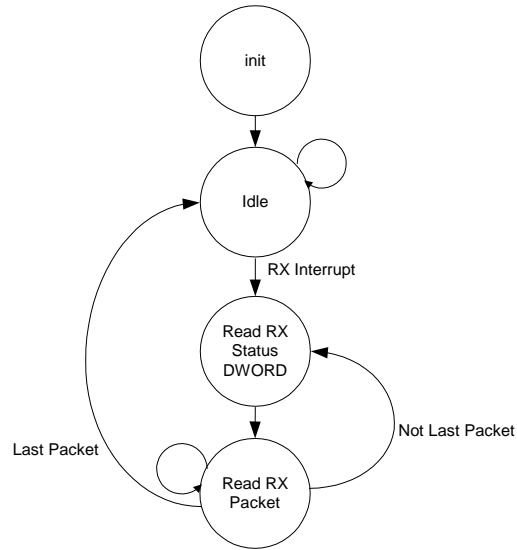 init
Idle
RX Interrupt
Read RX
Status
DWORD
Last Packet
Not Last Packet
Read RX
Packet